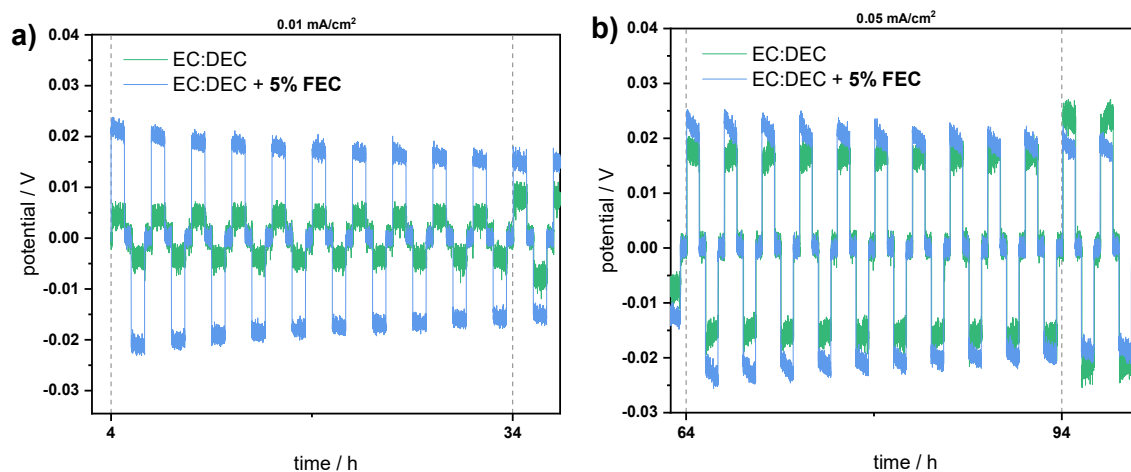 a)
0.01 mA/cm²
EC:DEC
EC:DEC + 5% FEC
potential / V
0.04
0.03
0.02
0.01
0.00
-0.01
-0.02
-0.03
4
34
time / h
b)
0.05 mA/cm²
EC:DEC
EC:DEC + 5% FEC
potential / V
0.04
0.03
0.02
0.01
0.00
-0.01
-0.02
-0.03
64
94
time / h